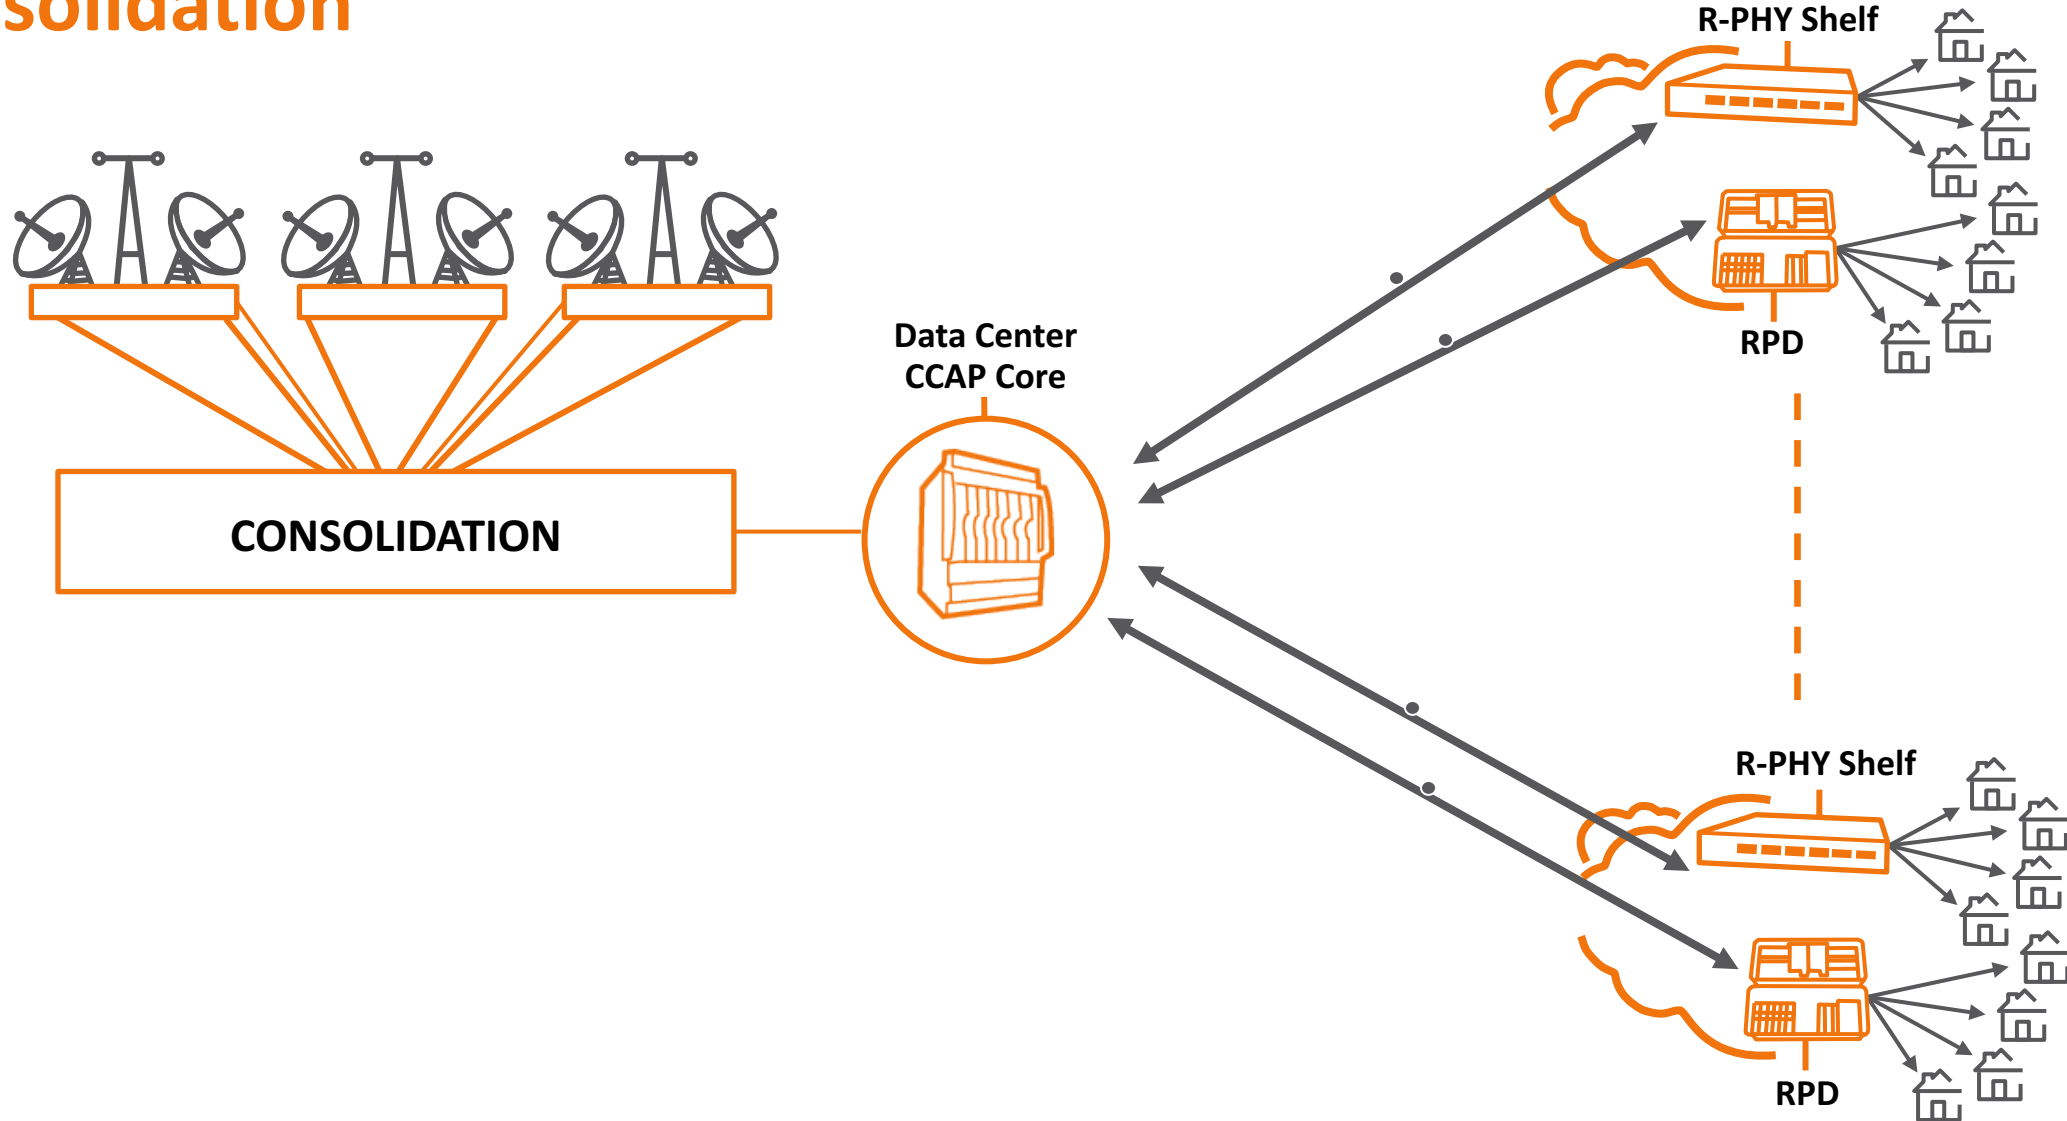 solidation
R-PHY Shelf
RPD
Data Center
CCAP Core
CONSOLIDATION
R-PHY Shelf
RPD